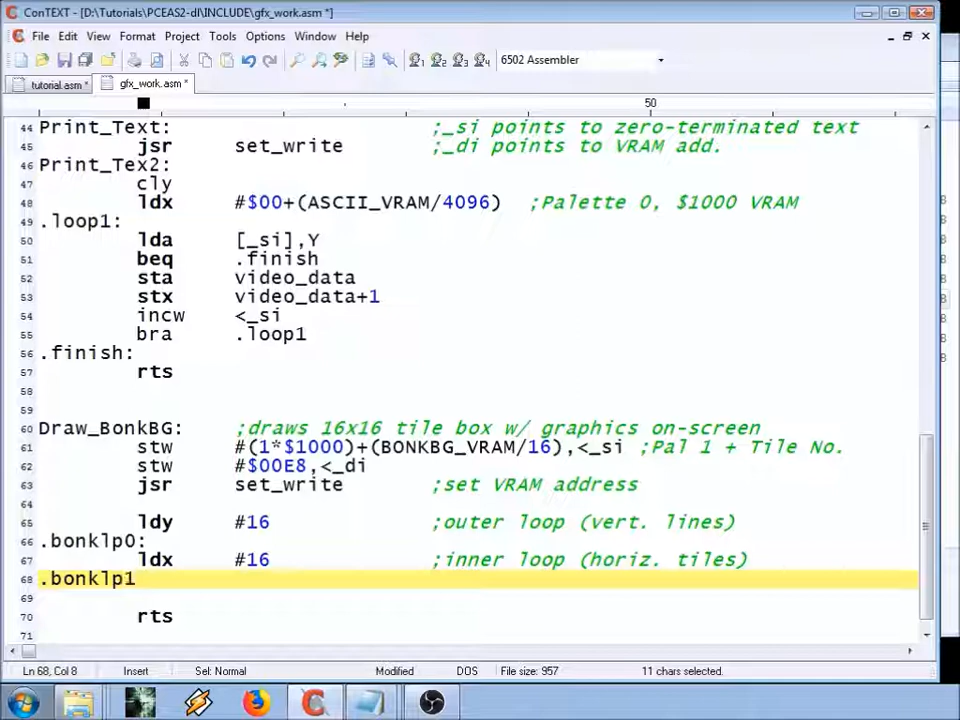 ConTEXT - [D:\Tutorials\PCEAS2-dl\INCLUDE\gfx_work.asm *]
File Edit View Format Project Tools Options Window Help
6502 Assembler
tutorial.asm * gfx_work.asm *
50
44 Print_Text: ;_si points to zero-terminated text
45 jsr set_write ;_di points to VRAM add.
46 Print_Tex2:
47 cly
48 ldx #$00+(ASCII_VRAM/4096) ;Palette 0, $1000 VRAM
49 .loop1:
50 lda [_si],Y
51 beq .finish
52 sta video_data
53 stx video_data+1
54 incw <_si
55 bra .loop1
56 .finish:
57 rts
58
59
60 Draw_BonkBG: ;draws 16x16 tile box w/ graphics on-screen
61 stw #(1*$1000)+(BONKBG_VRAM/16),<_si ;Pal 1 + Tile No.
62 stw #$00E8,<_di
63 jsr set_write ;set VRAM address
64
65 ldy #16 ;outer loop (vert. lines)
66 .bonklp0:
67 ldx #16 ;inner loop (horiz. tiles)
68 .bonklp1
69
70 rts
71
Ln 68, Col 8 Insert Sel: Normal Modified DOS File size: 957 11 chars selected.